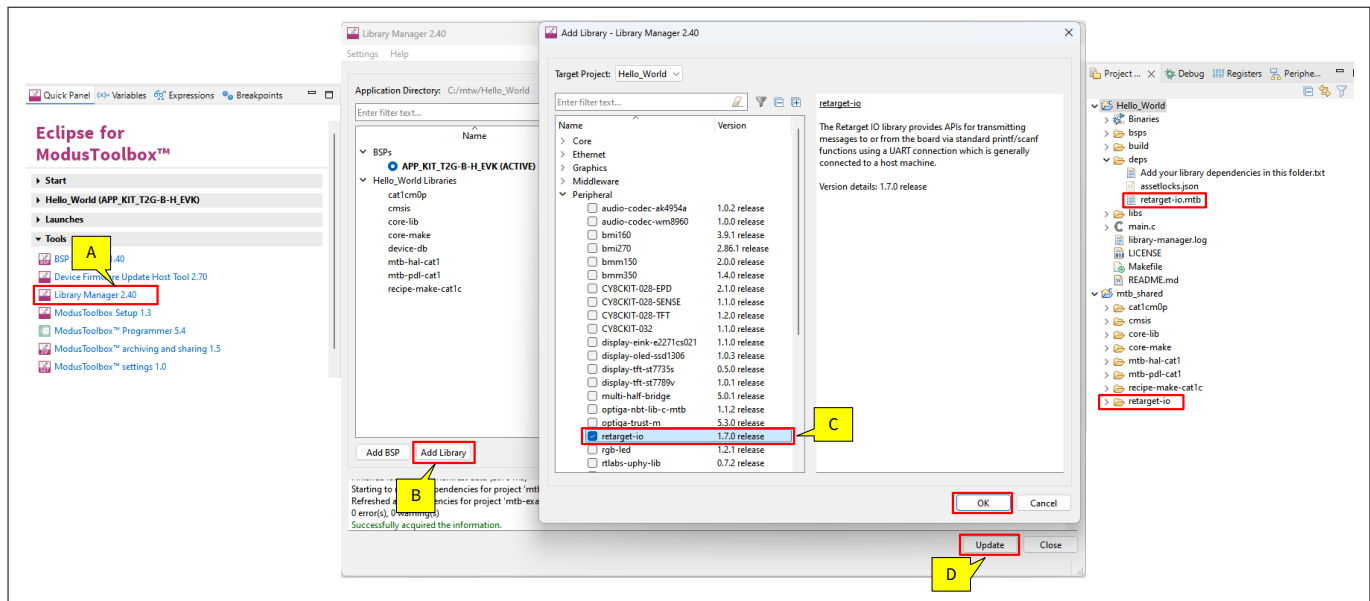 Quick Panel
(x)= Variables
Expressions
Breakpoints
Eclipse for
ModusToolbox™
Start
Hello_World (APP_KIT_T2G-B-H_EVK)
Launches
Tools
A
BSP
1.40
Device Firmware Update Host Tool 2.70
Library Manager 2.40
ModusToolbox Setup 1.3
ModusToolbox™ Programmer 5.4
ModusToolbox™ archiving and sharing 1.5
ModusToolbox™ settings 1.0
Library Manager 2.40
Settings Help
Application Directory: C:/mtw/Hello_World
Enter filter text...
Name
BSPs
APP_KIT_T2G-B-H_EVK (ACTIVE)
Hello_World Libraries
cat1cm0p
cmsis
core-lib
core-make
device-db
mtb-hal-cat1
mtb-pdl-cat1
recipe-make-cat1c
Add BSP
Add Library
B
Starting to
endencies for project 'mtl
Refreshed
encies for project 'mtb-exa
0 error(s), 0 warning(s)
Successfully acquired the information.
Add Library - Library Manager 2.40
Target Project: Hello_World
Enter filter text...
Name Version
Core
Ethernet
Graphics
Middleware
Peripheral
audio-codec-ak4954a 1.0.2 release
audio-codec-wm8960 1.0.0 release
bmi160 3.9.1 release
bmi270 2.86.1 release
bmm150 2.0.0 release
bmm350 1.4.0 release
CY8CKIT-028-EPD 2.1.0 release
CY8CKIT-028-SENSE 1.1.0 release
CY8CKIT-028-TFT 1.2.0 release
CY8CKIT-032 1.1.0 release
display-eink-e2271cs021 1.1.0 release
display-oled-ssd1306 1.0.3 release
display-tft-st7735s 0.5.0 release
display-tft-st7789v 1.0.1 release
multi-half-bridge 5.0.1 release
optiga-nbt-lib-c-mtb 1.1.2 release
optiga-trust-m 5.3.0 release
retarget-io 1.7.0 release
rgb-led 1.2.1 release
rtlabs-uphy-lib 0.7.2 release
C
retarget-io
The Retarget IO library provides APIs for transmitting
messages to or from the board via standard printf/scanf
functions using a UART connection which is generally
connected to a host machine.
Version details: 1.7.0 release
OK
Cancel
Update
Close
D
Project ...
Debug
Registers
Periphe...
Hello_World
Binaries
bsps
build
deps
Add your library dependencies in this folder.txt
assetlocks.json
retarget-io.mtb
libs
main.c
library-manager.log
LICENSE
Makefile
README.md
mtb_shared
cat1cm0p
cmsis
core-lib
core-make
mtb-hal-cat1
mtb-pdl-cat1
recipe-make-cat1c
retarget-io